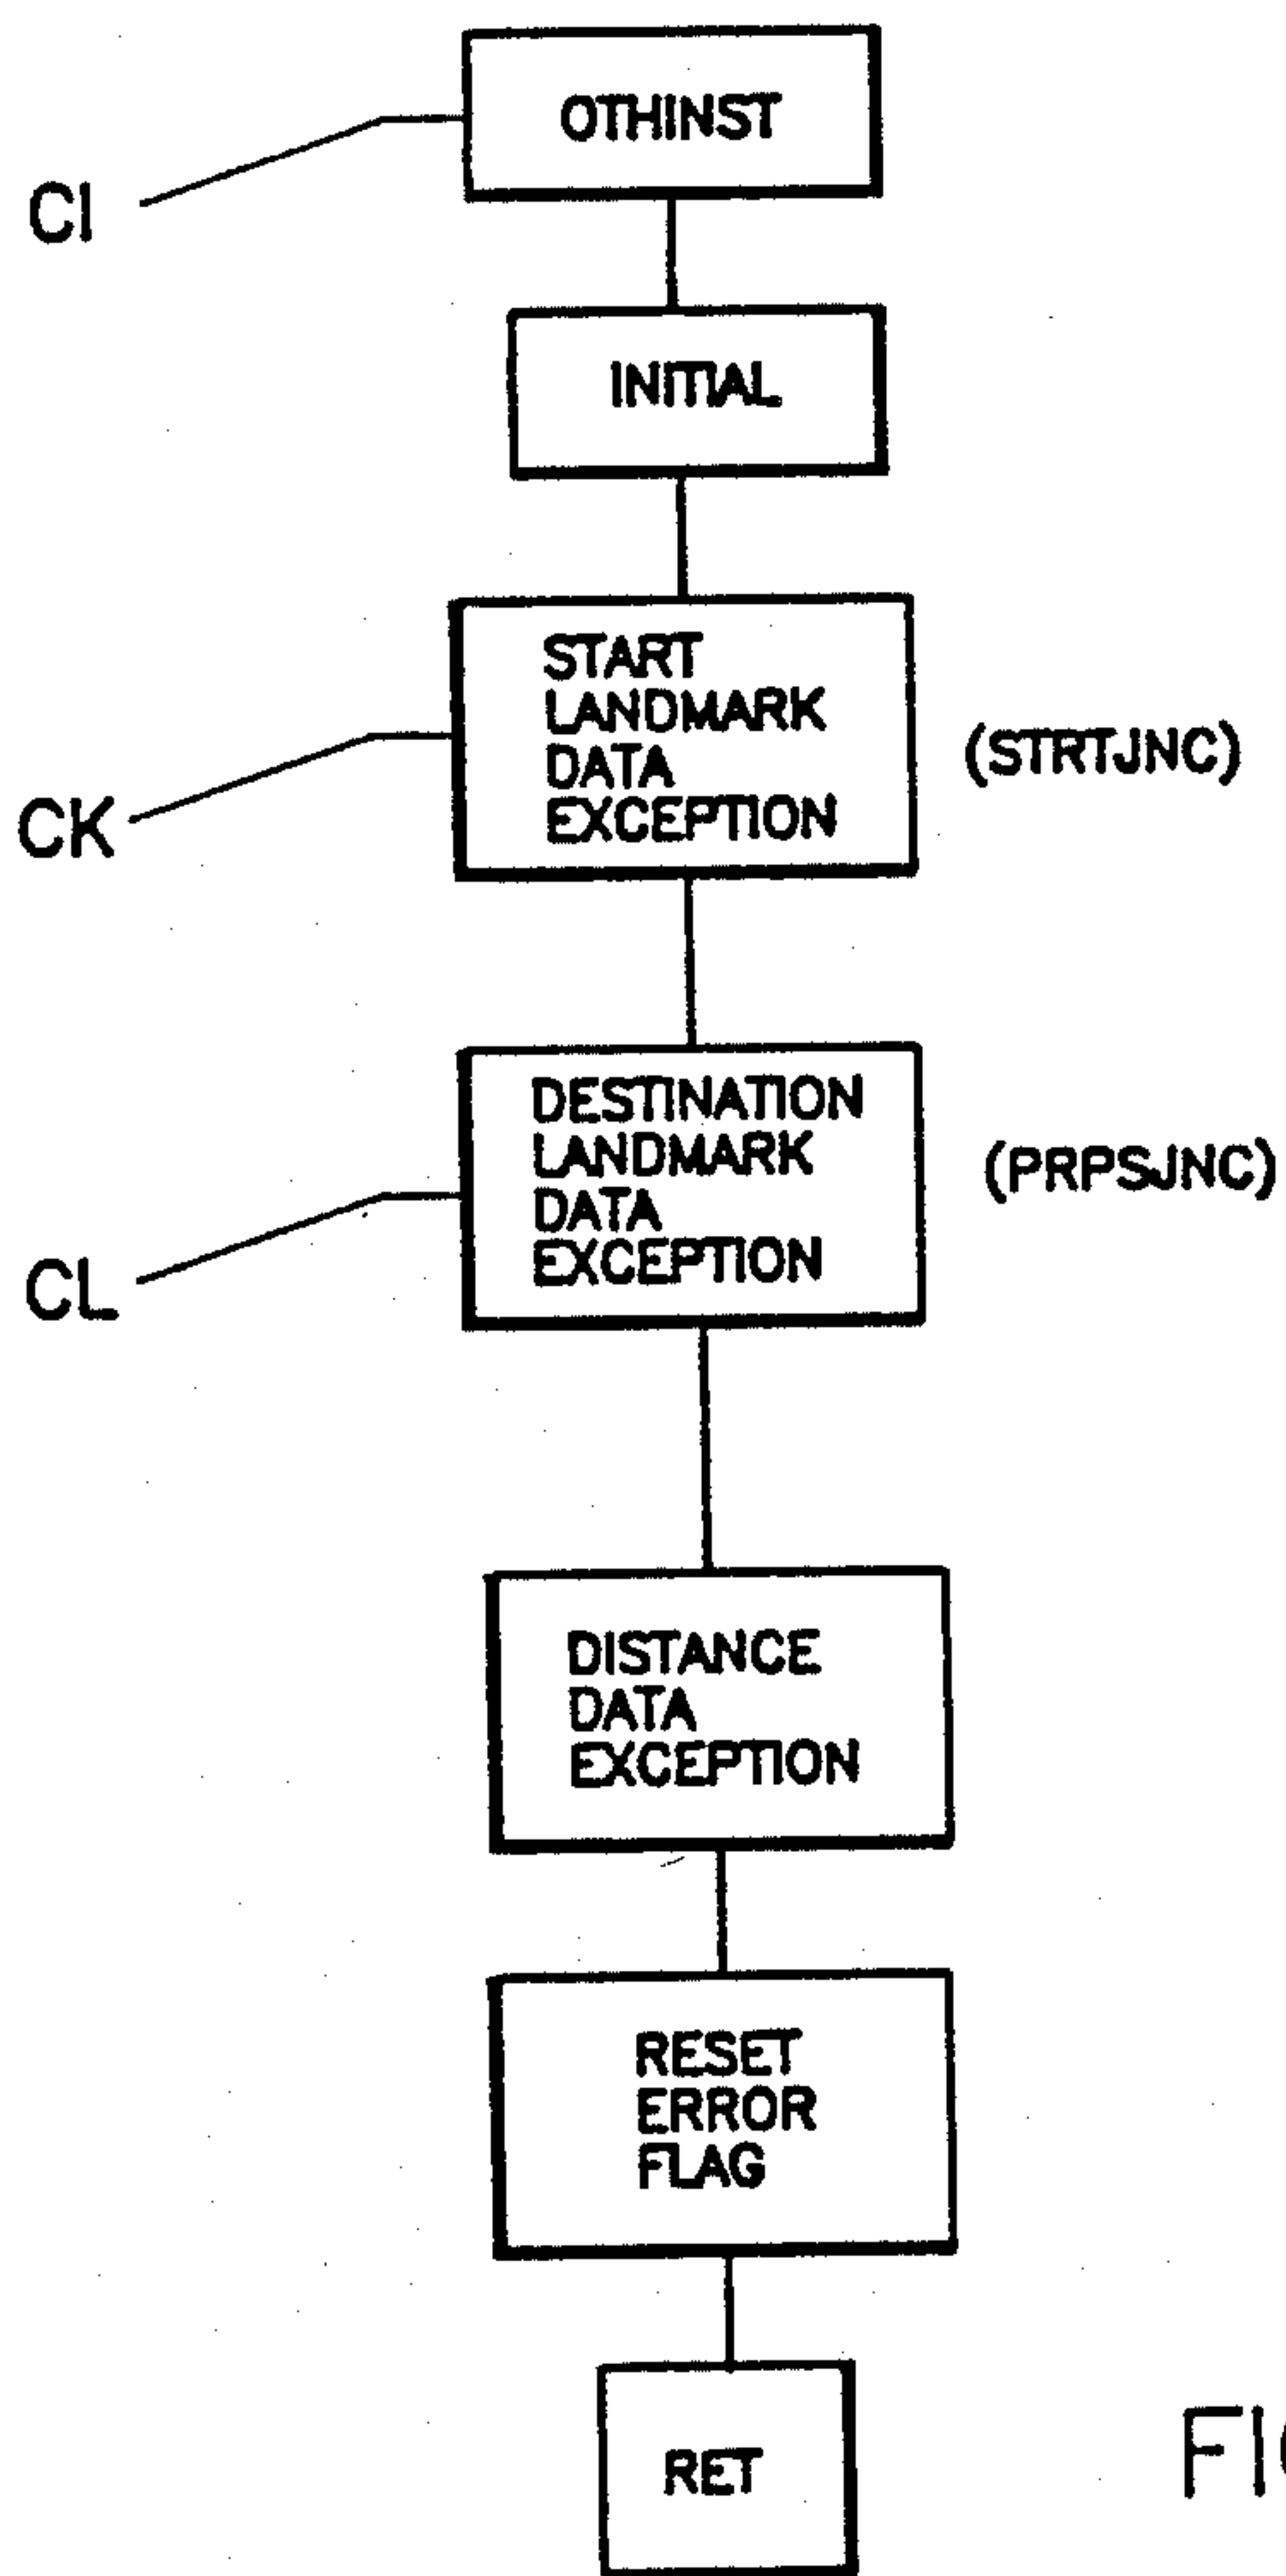 OTHINST
CI
INITIAL
START
LANDMARK
DATA
EXCEPTION
(STRTJNC)
CK
DESTINATION
LANDMARK
DATA
EXCEPTION
(PRPSJNC)
CL
DISTANCE
DATA
EXCEPTION
RESET
ERROR
FLAG
RET